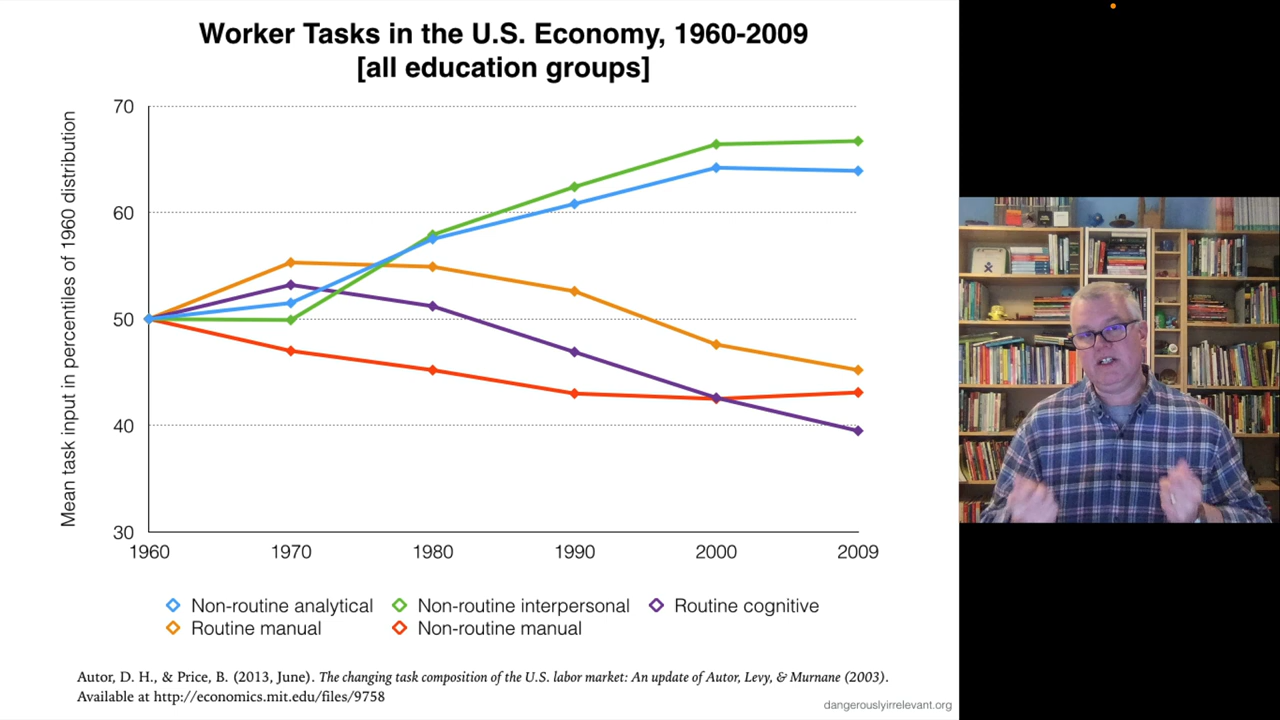 Worker Tasks in the U.S. Economy, 1960-2009
[all education groups]
Mean task input in percentiles of 1960 distribution
70
60
50
40
30
1960 1970 1980 1990 2000 2009
Non-routine analytical Non-routine interpersonal Routine cognitive
Routine manual Non-routine manual
Autor, D. H., & Price, B. (2013, June). The changing task composition of the U.S. labor market: An update of Autor, Levy, & Murnane (2003).
Available at http://economics.mit.edu/files/9758
dangerouslyirrelevant.org